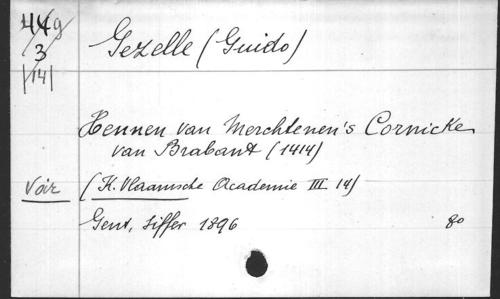 449
3
|14|
Gezelle (Guido)
Hennen van Merchtenen's Cornicke
van Brabant (1414)
Voir
(K. Vlaamsche Academie III 14)
Gent, Siffer 1896
8o